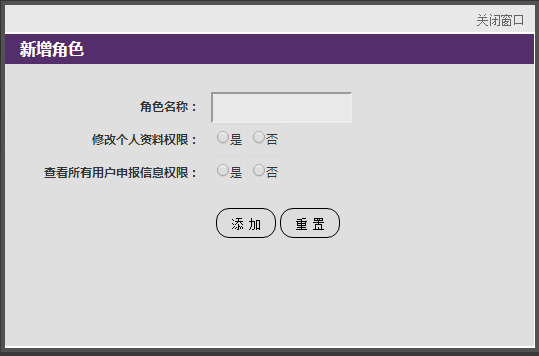 关闭窗口
新增角色
角色名称：
修改个人资料权限： 是 否
查看所有用户申报信息权限： 是 否
添 加 重 置